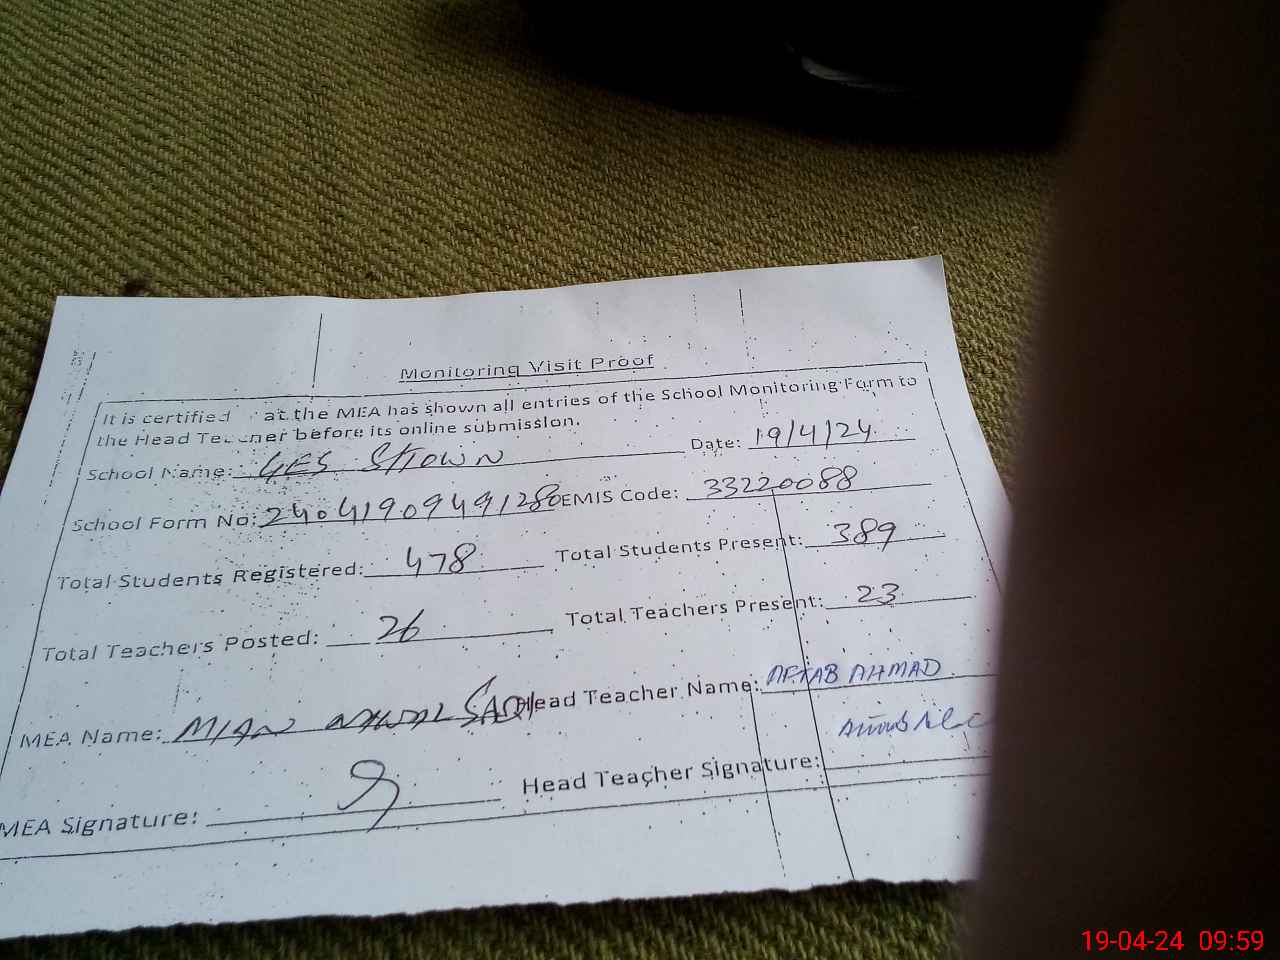 Monitoring Visit Proof
It is certified at the MEA has shown all entries of the School Monitoring Form to
the Head Teacher before its online submission.
School Name: GES S/TOWN Date: 19/4/24
School Form No: 24041909491280 EMIS Code: 33220088
Total Students Registered: 478 Total Students Present: 389
Total Teachers Posted: 26 Total Teachers Present: 23
MEA Name: MIAN Head Teacher Name: AFTAB AHMAD
MEA Signature: Head Teacher Signature:
19-04-24 09:59